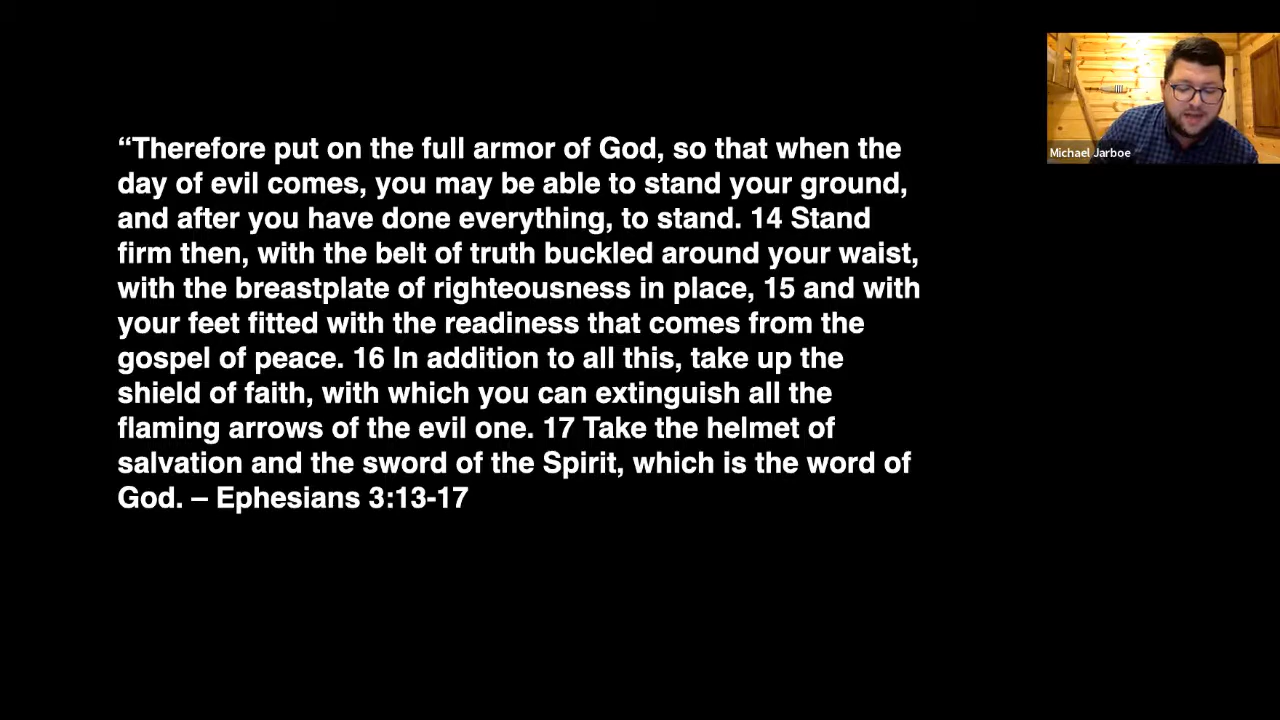 “Therefore put on the full armor of God, so that when the
day of evil comes, you may be able to stand your ground,
and after you have done everything, to stand. 14 Stand
firm then, with the belt of truth buckled around your waist,
with the breastplate of righteousness in place, 15 and with
your feet fitted with the readiness that comes from the
gospel of peace. 16 In addition to all this, take up the
shield of faith, with which you can extinguish all the
flaming arrows of the evil one. 17 Take the helmet of
salvation and the sword of the Spirit, which is the word of
God. – Ephesians 3:13-17
Michael Jarboe